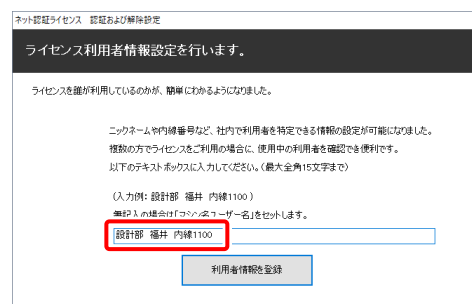 ネット認証ライセンス 認証および解除設定
ライセンス利用者情報設定を行います。
ライセンスを誰が利用しているのかが、簡単にわかるようになりました。
ニックネームや内線番号など、社内で利用者を特定できる情報の設定が可能になりました。
複数の方でライセンスをご利用の場合に、使用中の利用者を確認でき便利です。
以下のテキストボックスに入力してください。(最大全角15文字まで)
(入力例: 設計部 福井 内線1100 )
無記入の場合は「マシン名ユーザー名」をセットします。
設計部 福井 内線1100
利用者情報を登録